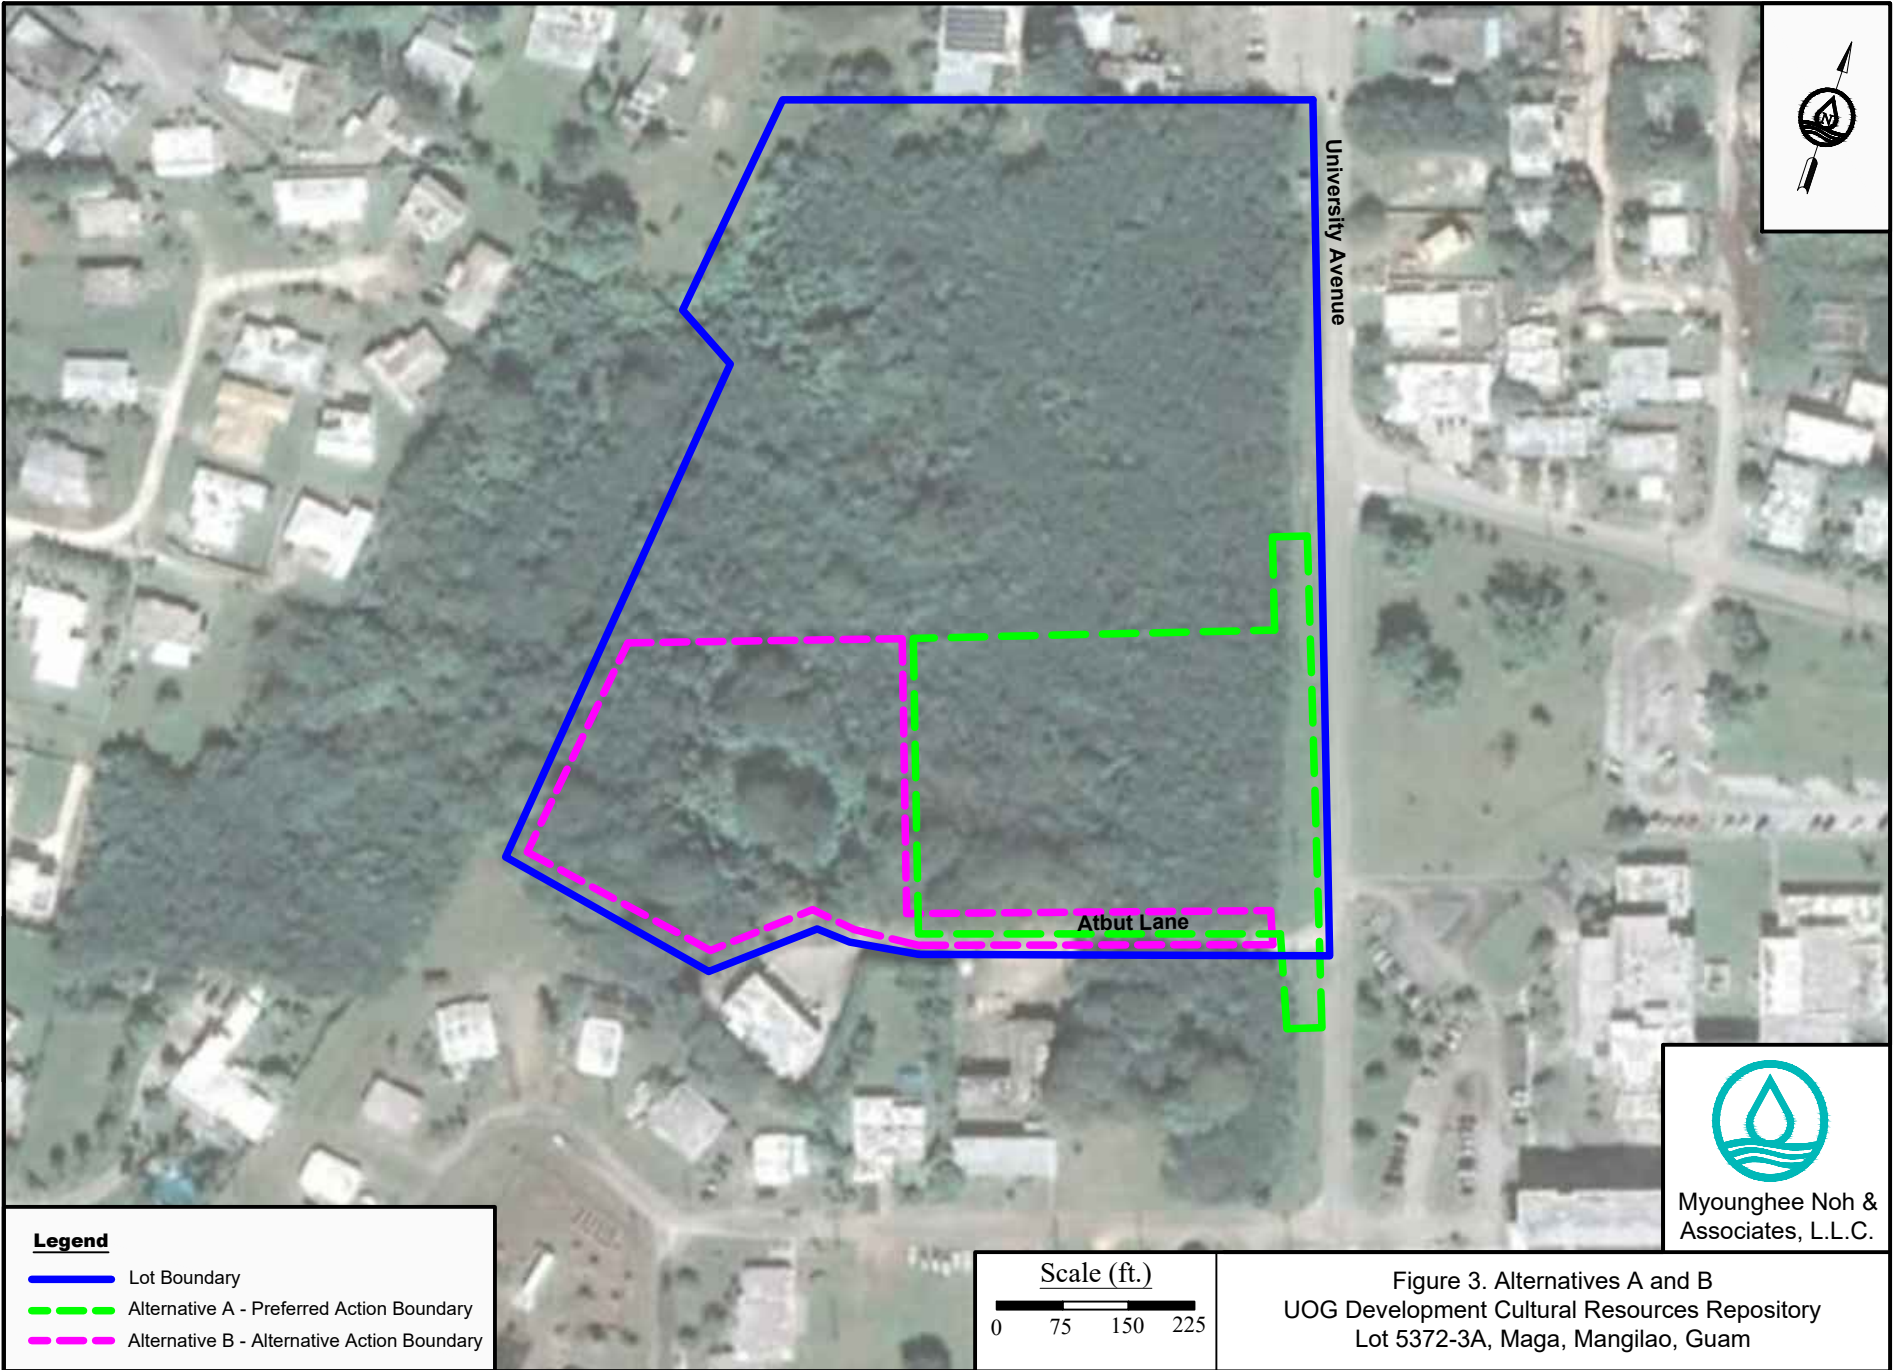 N
University Avenue
Atbut Lane
Myounghee Noh &
Associates, L.L.C.
Legend
Lot Boundary
Alternative A - Preferred Action Boundary
Alternative B - Alternative Action Boundary
Scale (ft.)
0 75 150 225
Figure 3. Alternatives A and B
UOG Development Cultural Resources Repository
Lot 5372-3A, Maga, Mangilao, Guam